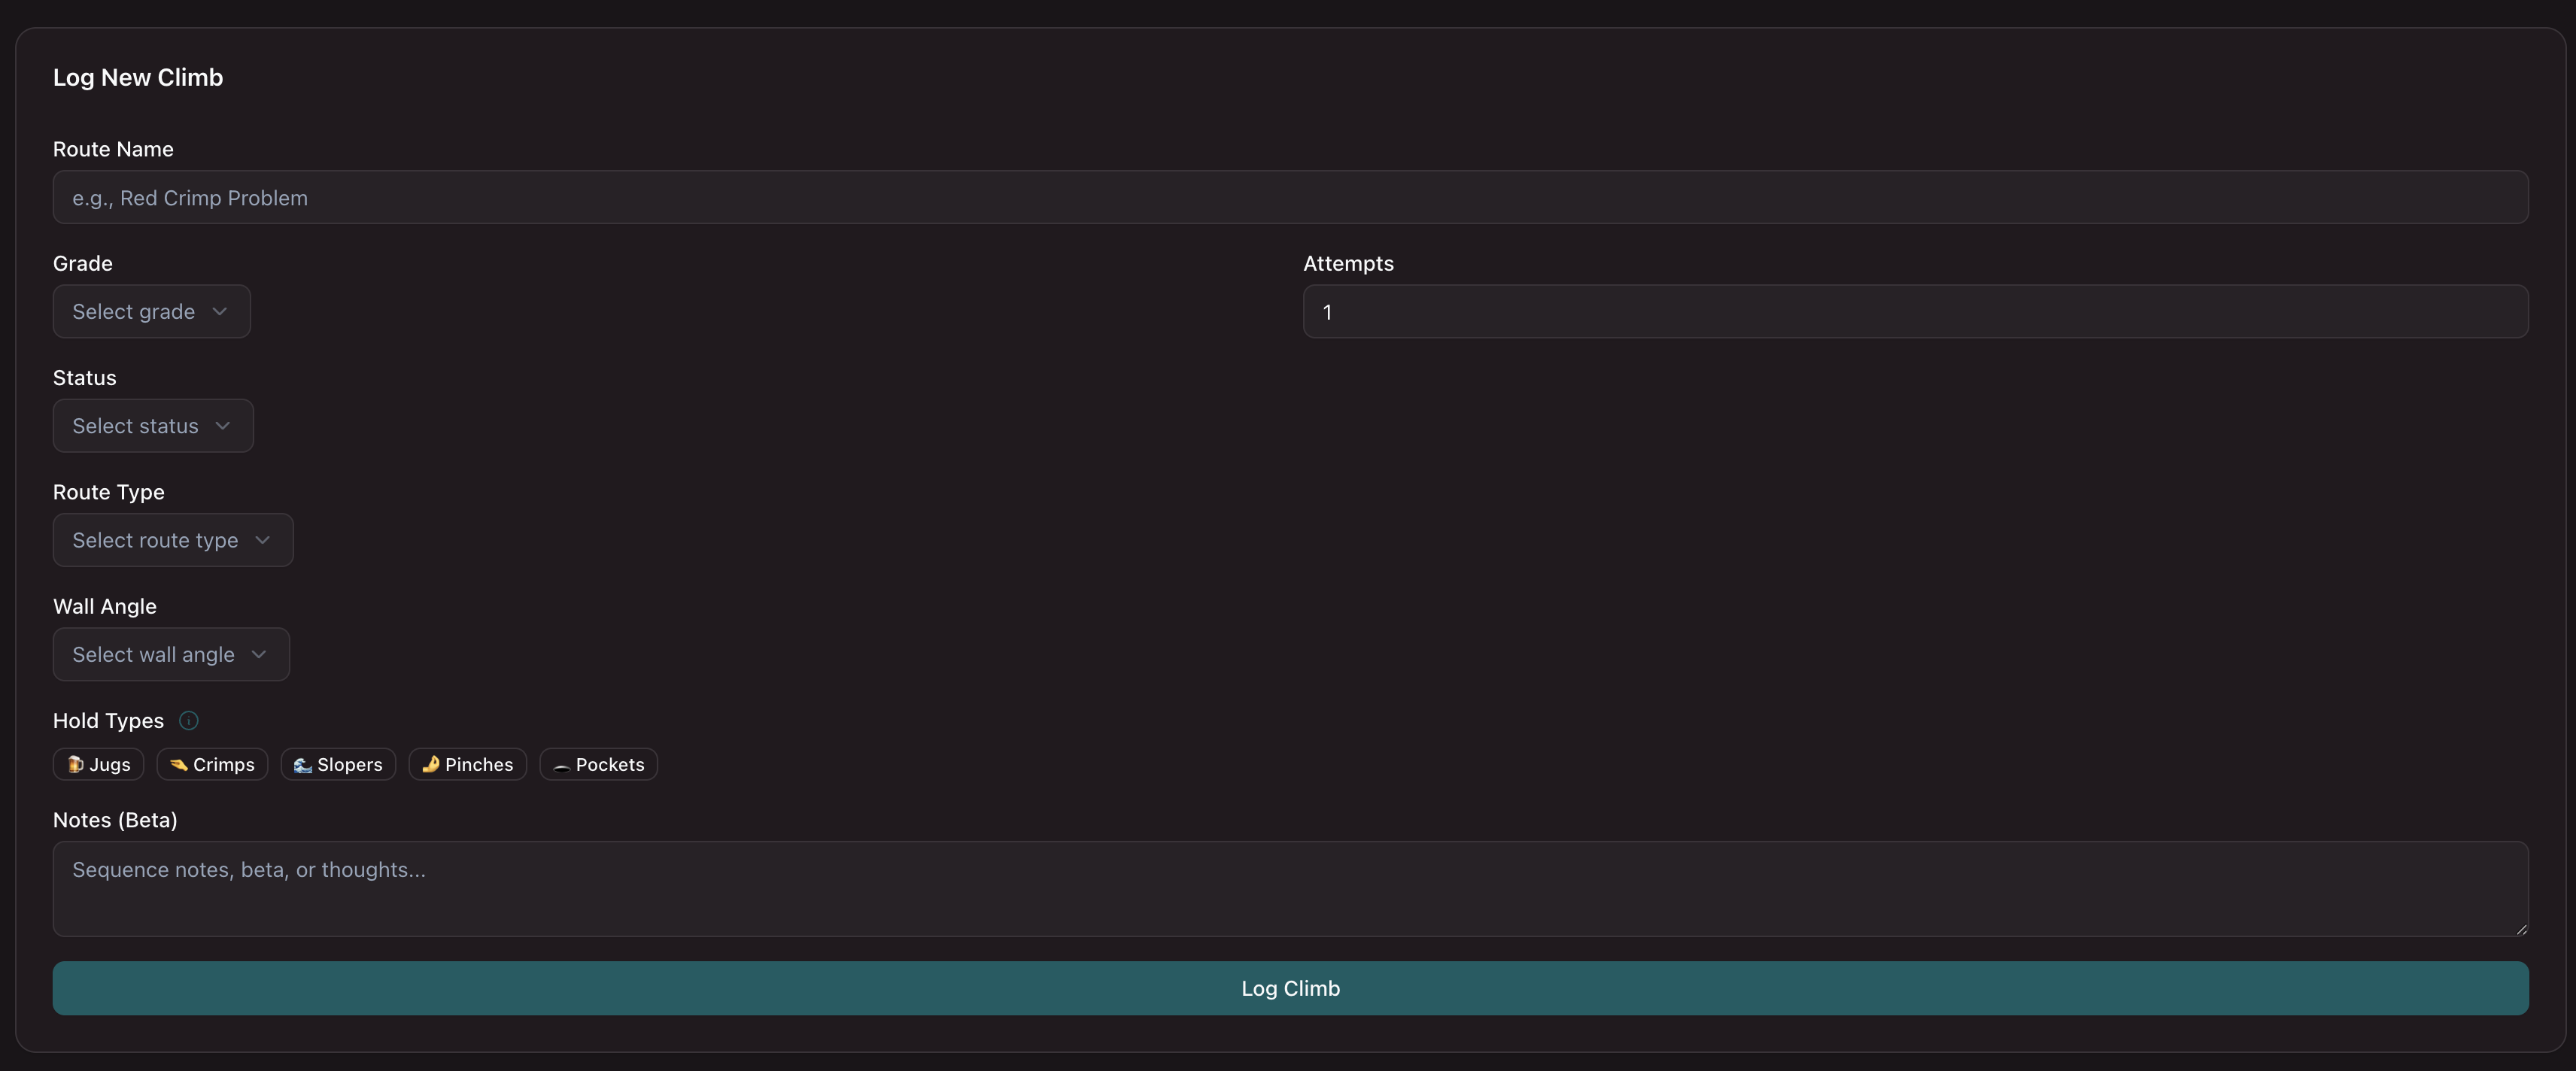 Log New Climb
Route Name
e.g., Red Crimp Problem
Grade
Attempts
Select grade
1
Status
Select status
Route Type
Select route type
Wall Angle
Select wall angle
Hold Types
🍺 Jugs 🫳 Crimps 🌊 Slopers 🤌 Pinches 🕳️ Pockets
Notes (Beta)
Sequence notes, beta, or thoughts...
Log Climb